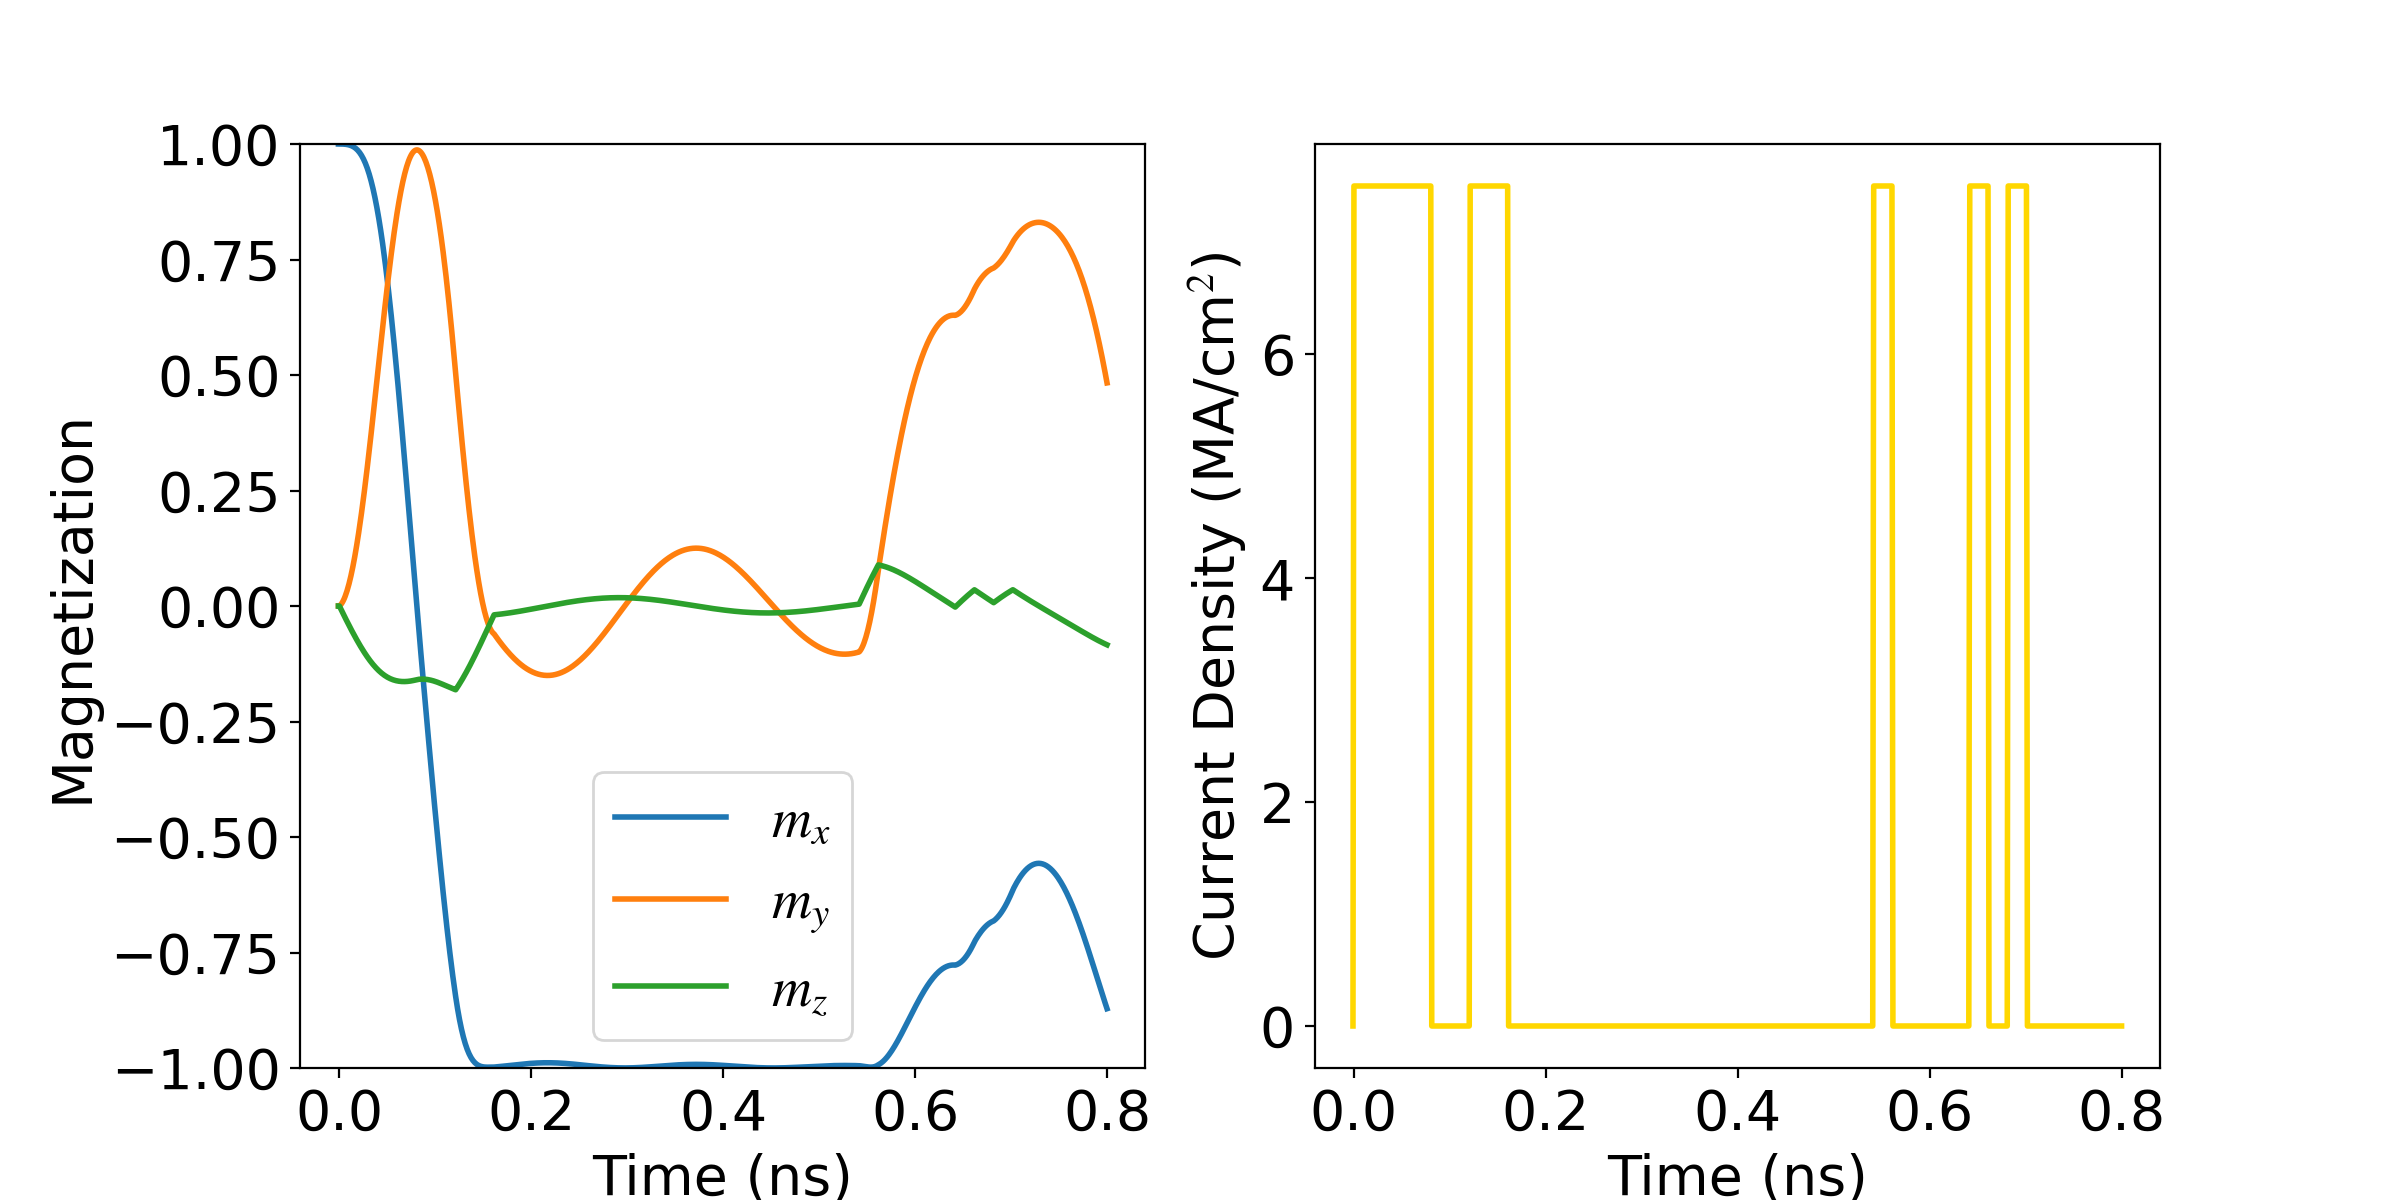 Magnetization
1.00
0.75
0.50
0.25
0.00
−0.25
−0.50
−0.75
−1.00
m_x
m_y
m_z
0.0 0.2 0.4 0.6 0.8
Time (ns)
Current Density (MA/cm²)
6
4
2
0
0.0 0.2 0.4 0.6 0.8
Time (ns)